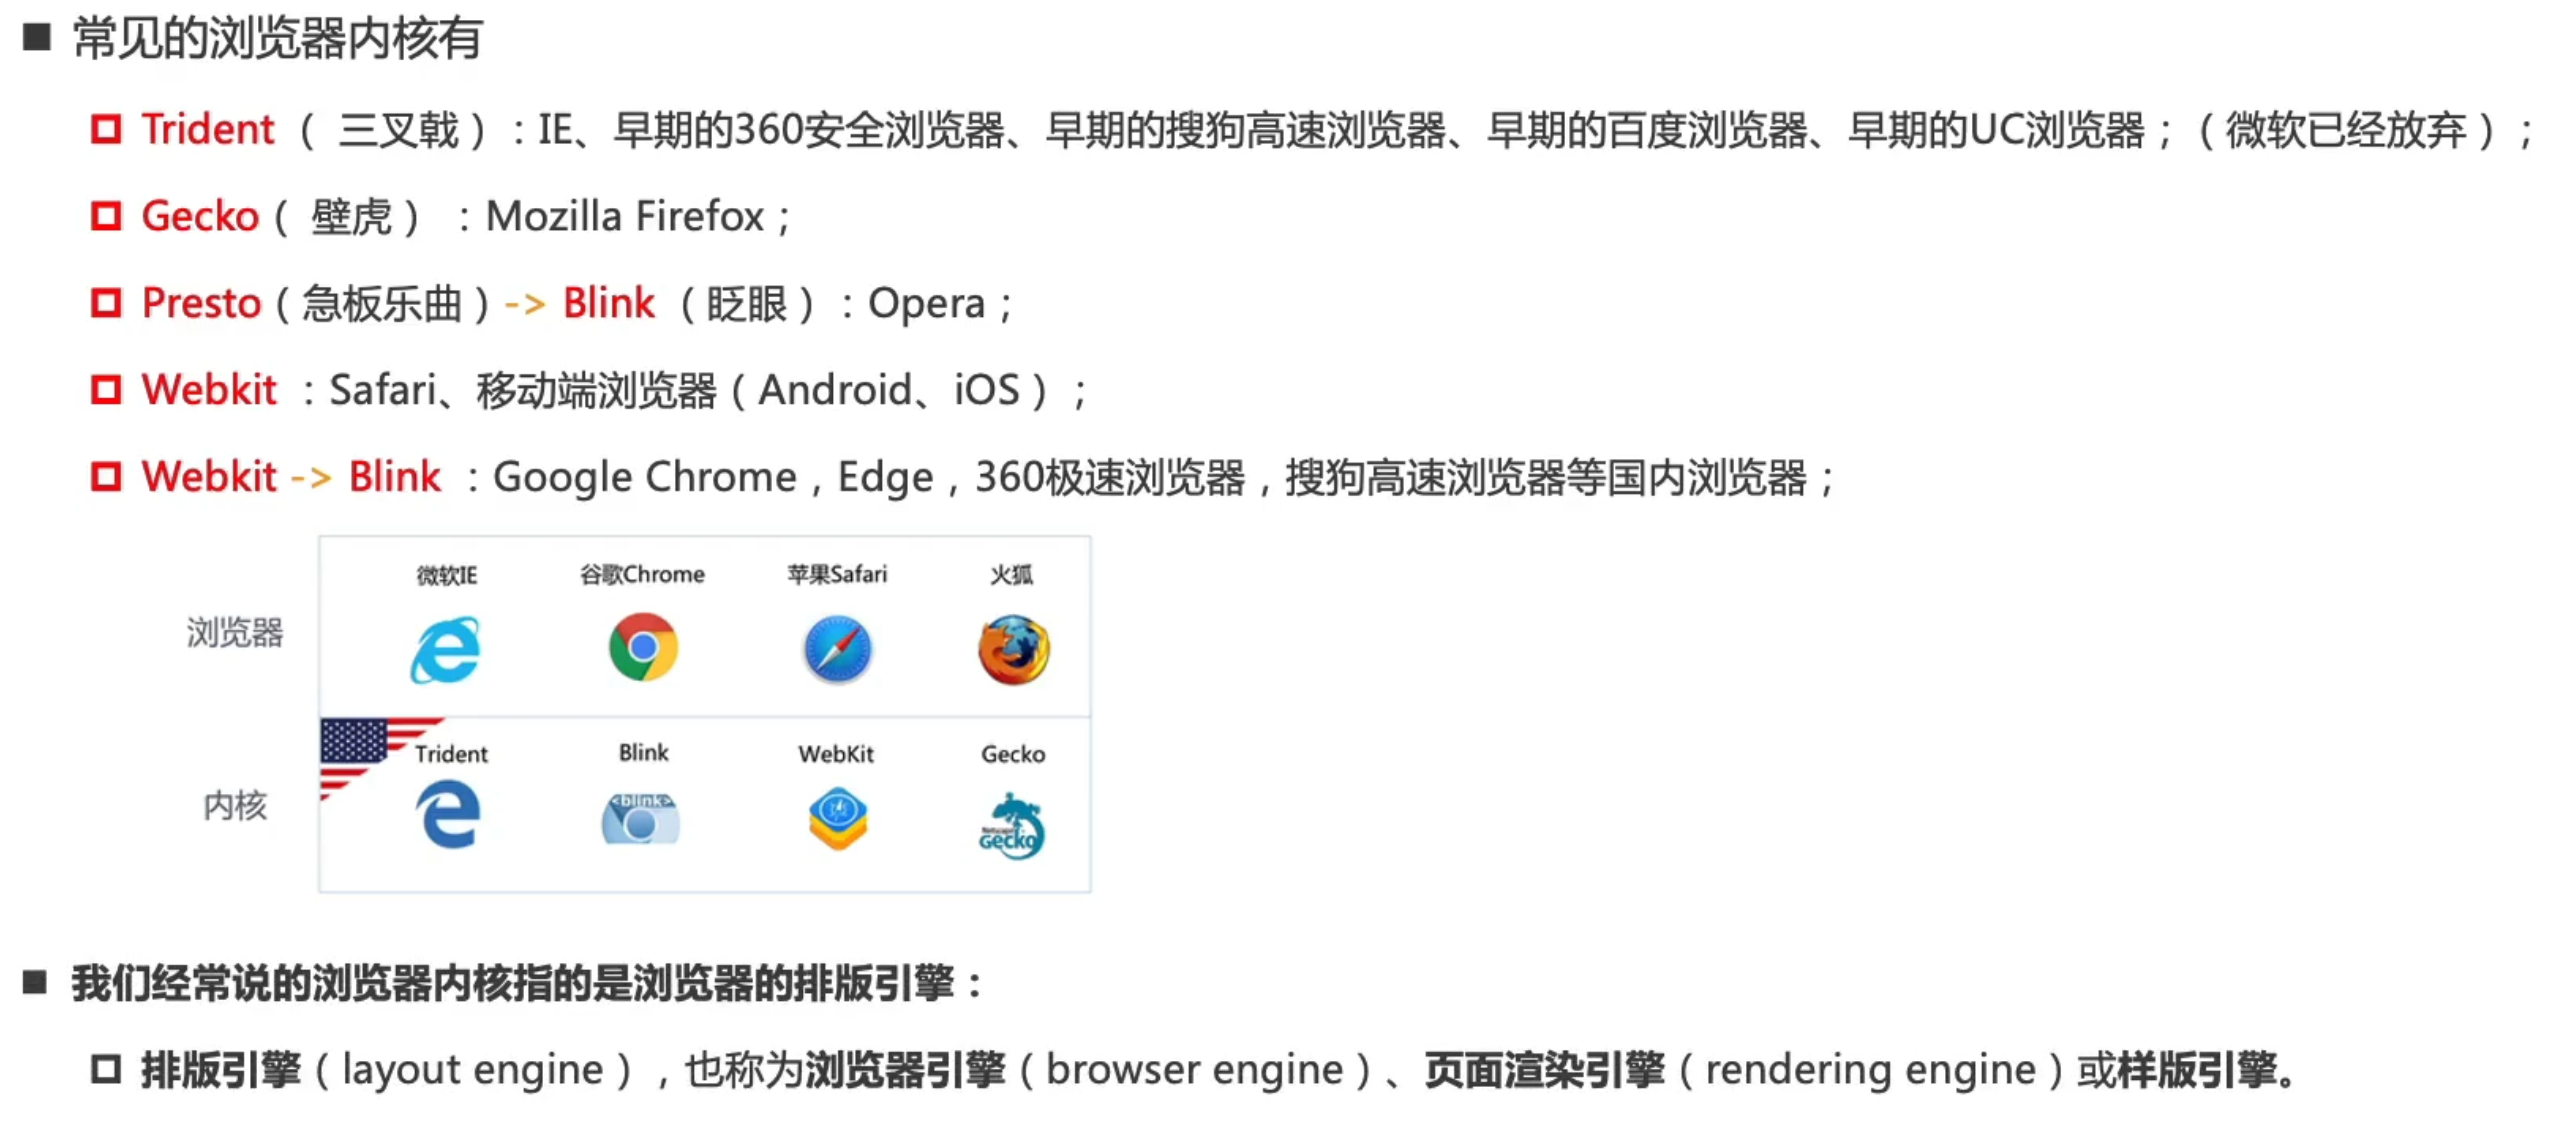 常见的浏览器内核有
Trident （ 三叉戟）：IE、早期的360安全浏览器、早期的搜狗高速浏览器、早期的百度浏览器、早期的UC浏览器；（微软已经放弃）；
Gecko（ 壁虎） ：Mozilla Firefox；
Presto（急板乐曲）-> Blink （眨眼）：Opera；
Webkit ：Safari、移动端浏览器（Android、iOS）；
Webkit -> Blink ：Google Chrome，Edge，360极速浏览器，搜狗高速浏览器等国内浏览器；
微软IE 谷歌Chrome 苹果Safari 火狐
浏览器
Trident Blink WebKit Gecko
内核
<blink>
Netscape
Gecko
我们经常说的浏览器内核指的是浏览器的排版引擎：
排版引擎（layout engine），也称为浏览器引擎（browser engine）、页面渲染引擎（rendering engine）或样版引擎。